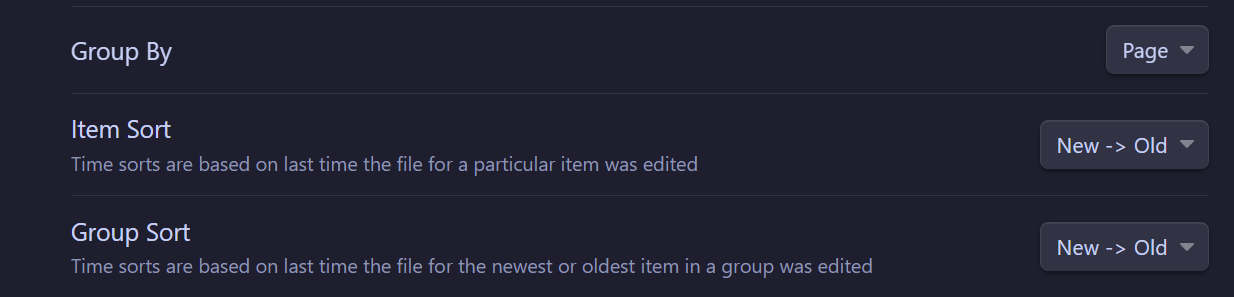 Group By
Page
Item Sort
Time sorts are based on last time the file for a particular item was edited
New -> Old
Group Sort
Time sorts are based on last time the file for the newest or oldest item in a group was edited
New -> Old